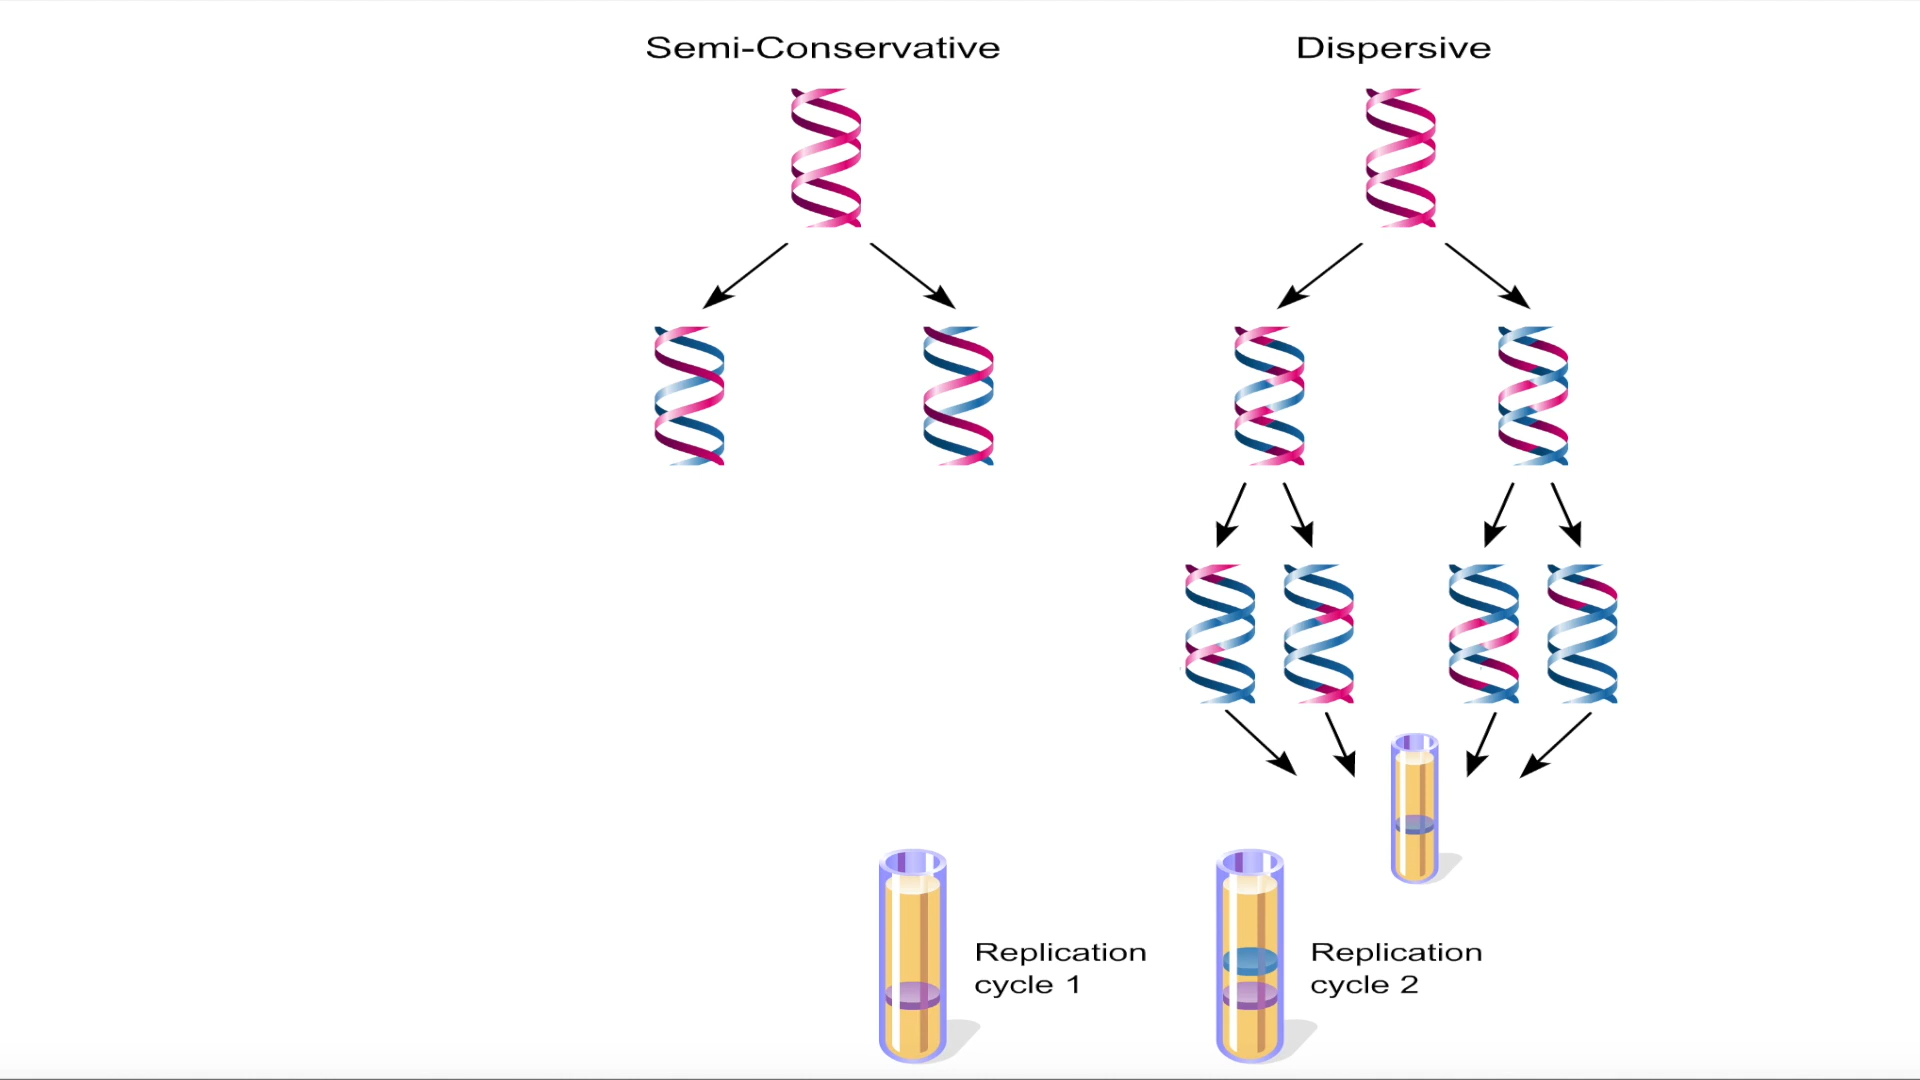 Semi-Conservative
Dispersive
Replication
cycle 1
Replication
cycle 2